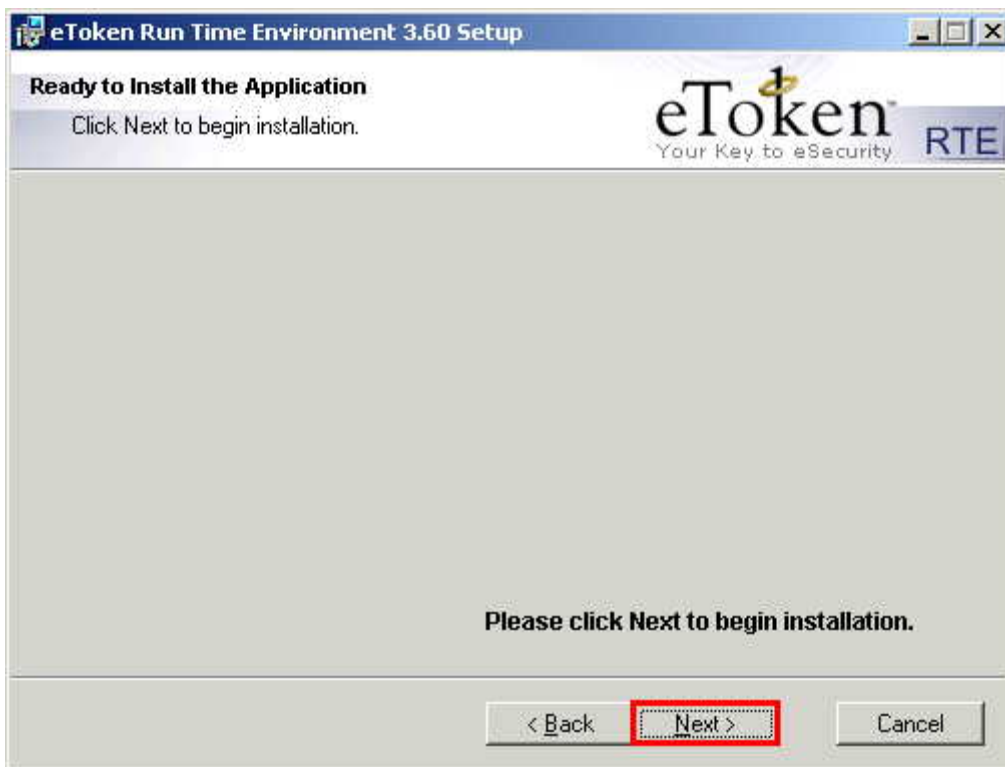 eToken Run Time Environment 3.60 Setup
Ready to Install the Application
Click Next to begin installation.
eToken
Your Key to eSecurity
RTE
Please click Next to begin installation.
< Back
Next >
Cancel